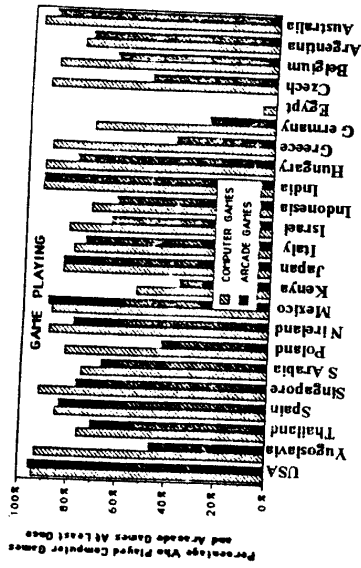 GAME PLAYING
Percentage Who Played Computer Games
and Aracade Games At Least Once
100%
80%
60%
40%
20%
0%
COMPUTER GAMES
ARCADE GAMES
USA
Yugoslavia
Thailand
Spain
Singapore
S Arabia
Poland
N ireland
Mexico
Kenya
Japan
Italy
Israel
Indonesia
India
Hungary
Greece
Germany
Egypt
Czech
Belgium
Argentina
Australia